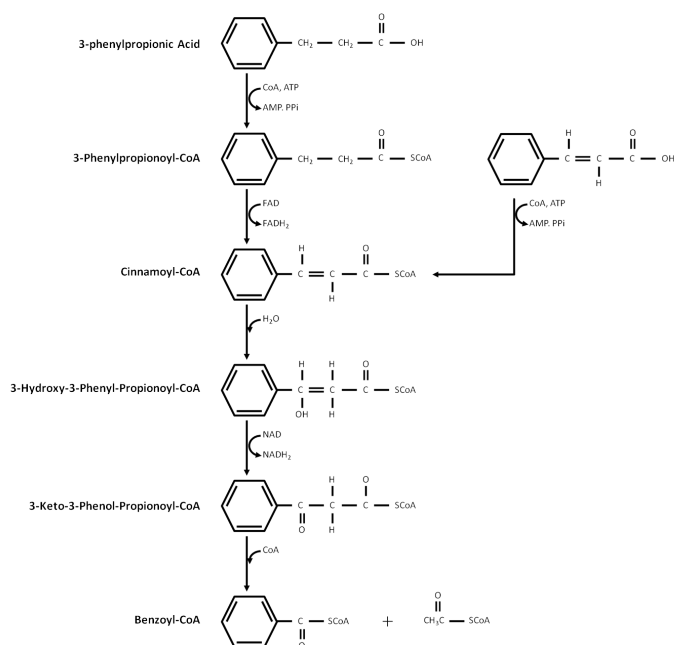 O
3-phenylpropionic Acid
CH2 CH2 C OH
CoA, ATP
AMP. PPi
O
H
O
3-Phenylpropionoyl-CoA
CH2 CH2 C SCoA
C C C OH
H
FAD
FADH2
CoA, ATP
AMP. PPi
H
O
Cinnamoyl-CoA
C C C SCoA
H
H2O
H H O
3-Hydroxy-3-Phenyl-Propionoyl-CoA
C C C SCoA
OH H
NAD
NADH2
H O
3-Keto-3-Phenol-Propionoyl-CoA
C C C SCoA
O H
CoA
O
Benzoyl-CoA
C SCoA + CH3C SCoA
O